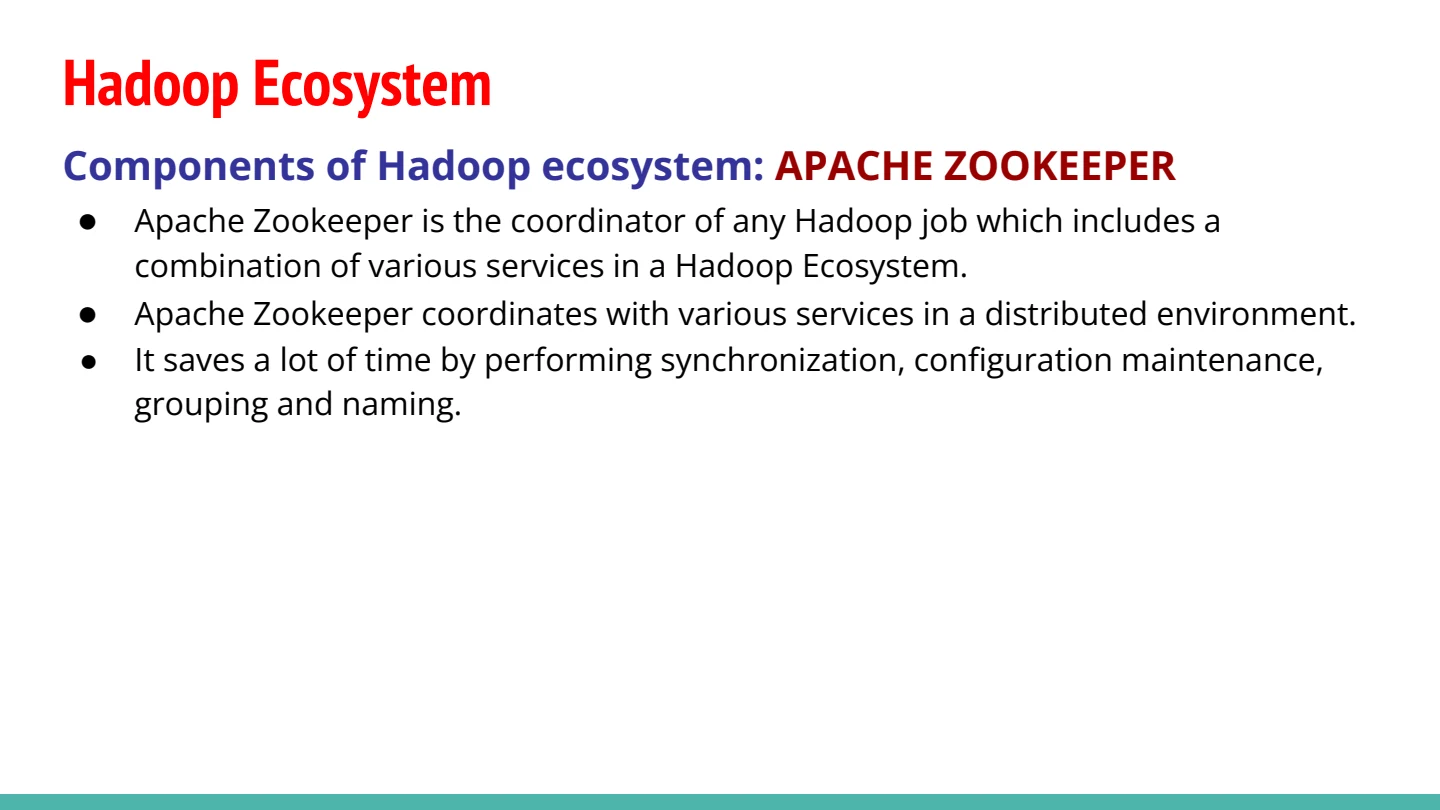 Hadoop Ecosystem
Components of Hadoop ecosystem: APACHE ZOOKEEPER
● Apache Zookeeper is the coordinator of any Hadoop job which includes a
combination of various services in a Hadoop Ecosystem.
● Apache Zookeeper coordinates with various services in a distributed environment.
● It saves a lot of time by performing synchronization, configuration maintenance,
grouping and naming.